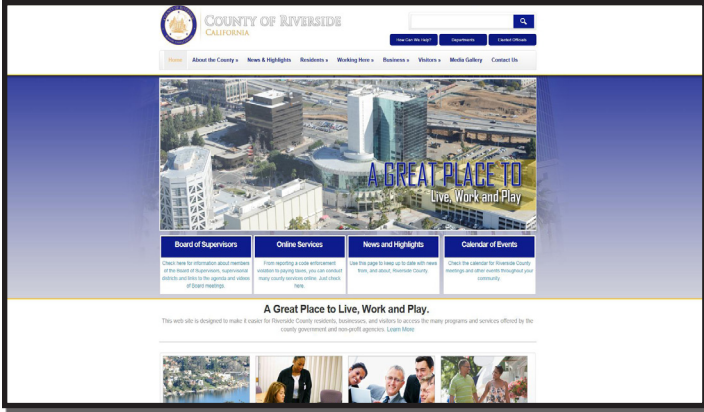 County of Riverside
California
How Can We Help? Departments Elected Officials
Home About the County » News & Highlights Residents » Working Here » Business » Visitors » Media Gallery Contact Us
A GREAT PLACE TO
Live, Work and Play
Board of Supervisors
Check here for information about members
of the Board of Supervisors, supervisorial
districts and links to the agenda and videos
of Board meetings.
Online Services
From reporting a code enforcement
violation to paying taxes, you can conduct
many county services online. Just check
here.
News and Highlights
Use this page to keep up to date with news
from, and about, Riverside County.
Calendar of Events
Check the calendar for Riverside County
meetings and other events throughout your
community.
A Great Place to Live, Work and Play.
This web site is designed to make it easier for Riverside County residents, businesses, and visitors to access the many programs and services offered by the
county government and non-profit agencies. Learn More